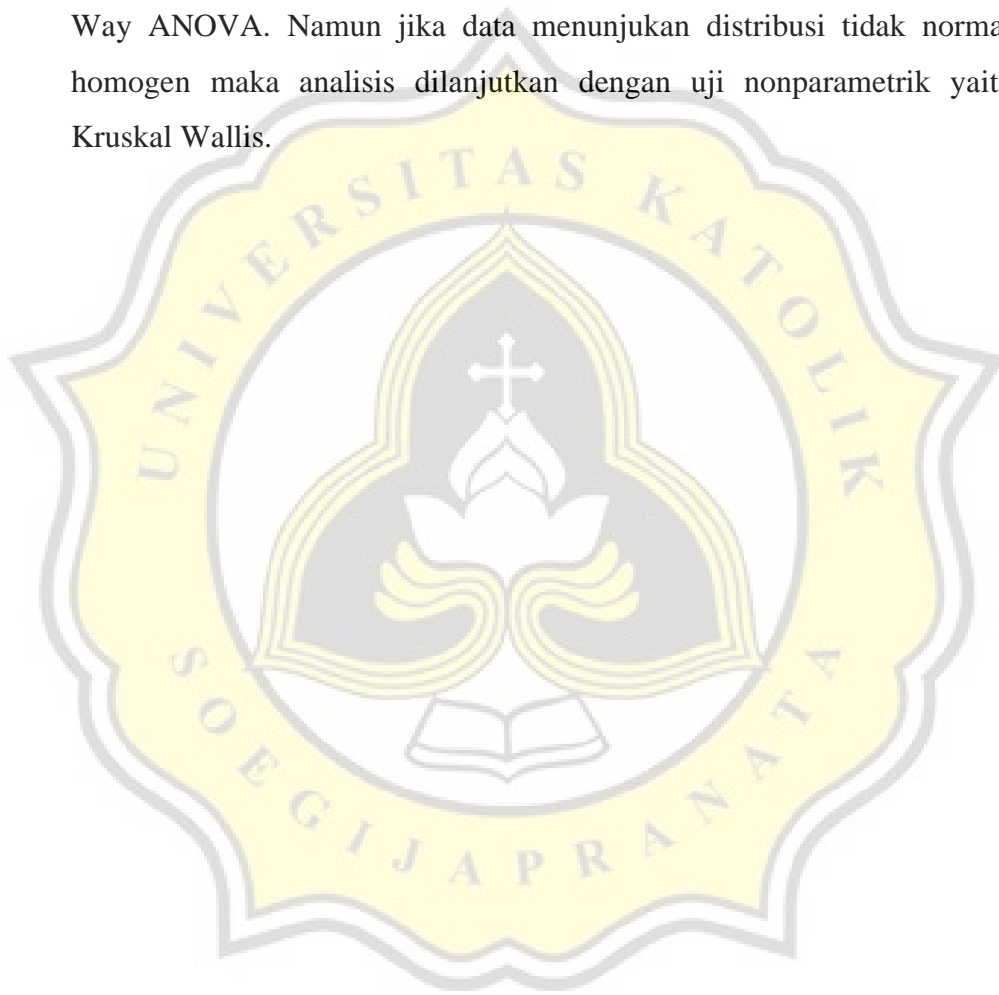 Way ANOVA. Namun jika data menunjukan distribusi tidak norma
homogen maka analisis dilanjutkan dengan uji nonparametrik yait
Kruskal Wallis.
UNIVERSITAS KATOLIK
SOEGIJAPRANATA